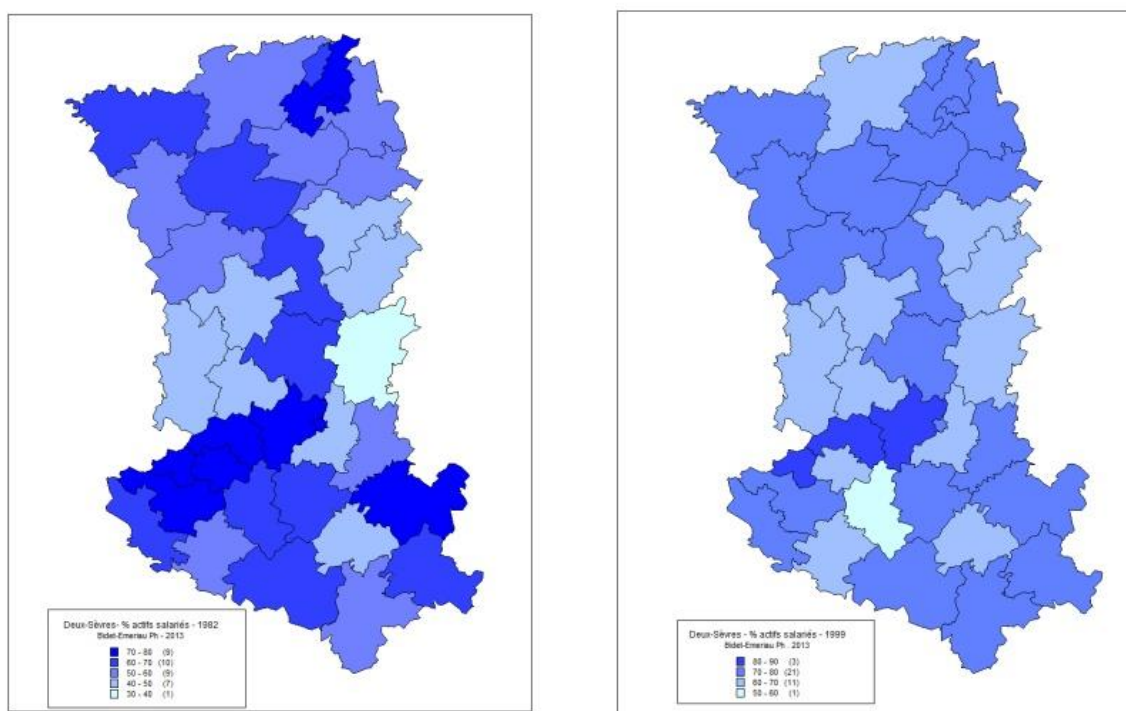 Deux-Sèvres- % actifs salariés - 1982
Bidet-Emeriau Ph - 2013
70 - 80 (9)
60 - 70 (10)
50 - 60 (9)
40 - 50 (7)
30 - 40 (1)
Deux-Sèvres - % actifs salariés - 1999
Bidet-Emeriau Ph . 2013
80 - 90 (3)
70 - 80 (21)
60 - 70 (11)
50 - 60 (1)